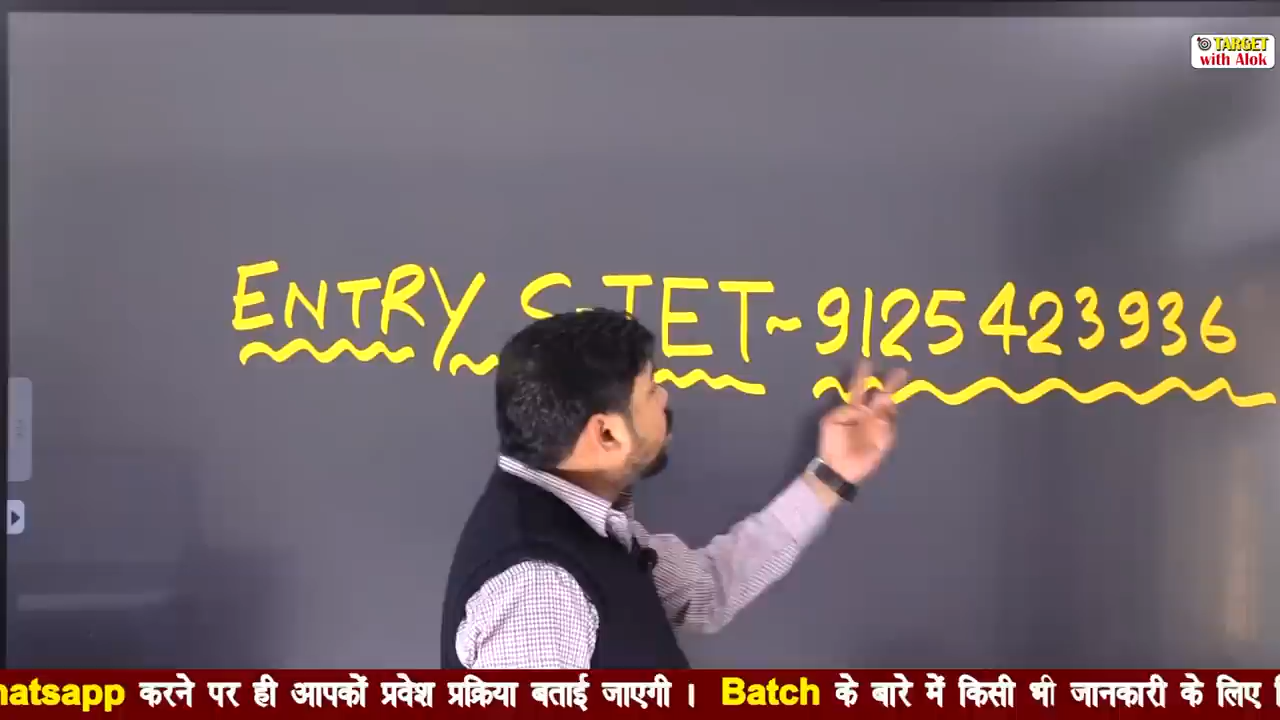 TARGET
with Alok
ENTRY S-TET~9125423936
hatsapp करने पर ही आपकों प्रवेश प्रक्रिया बताई जाएगी । Batch के बारे में किसी भी जानकारी के लिए